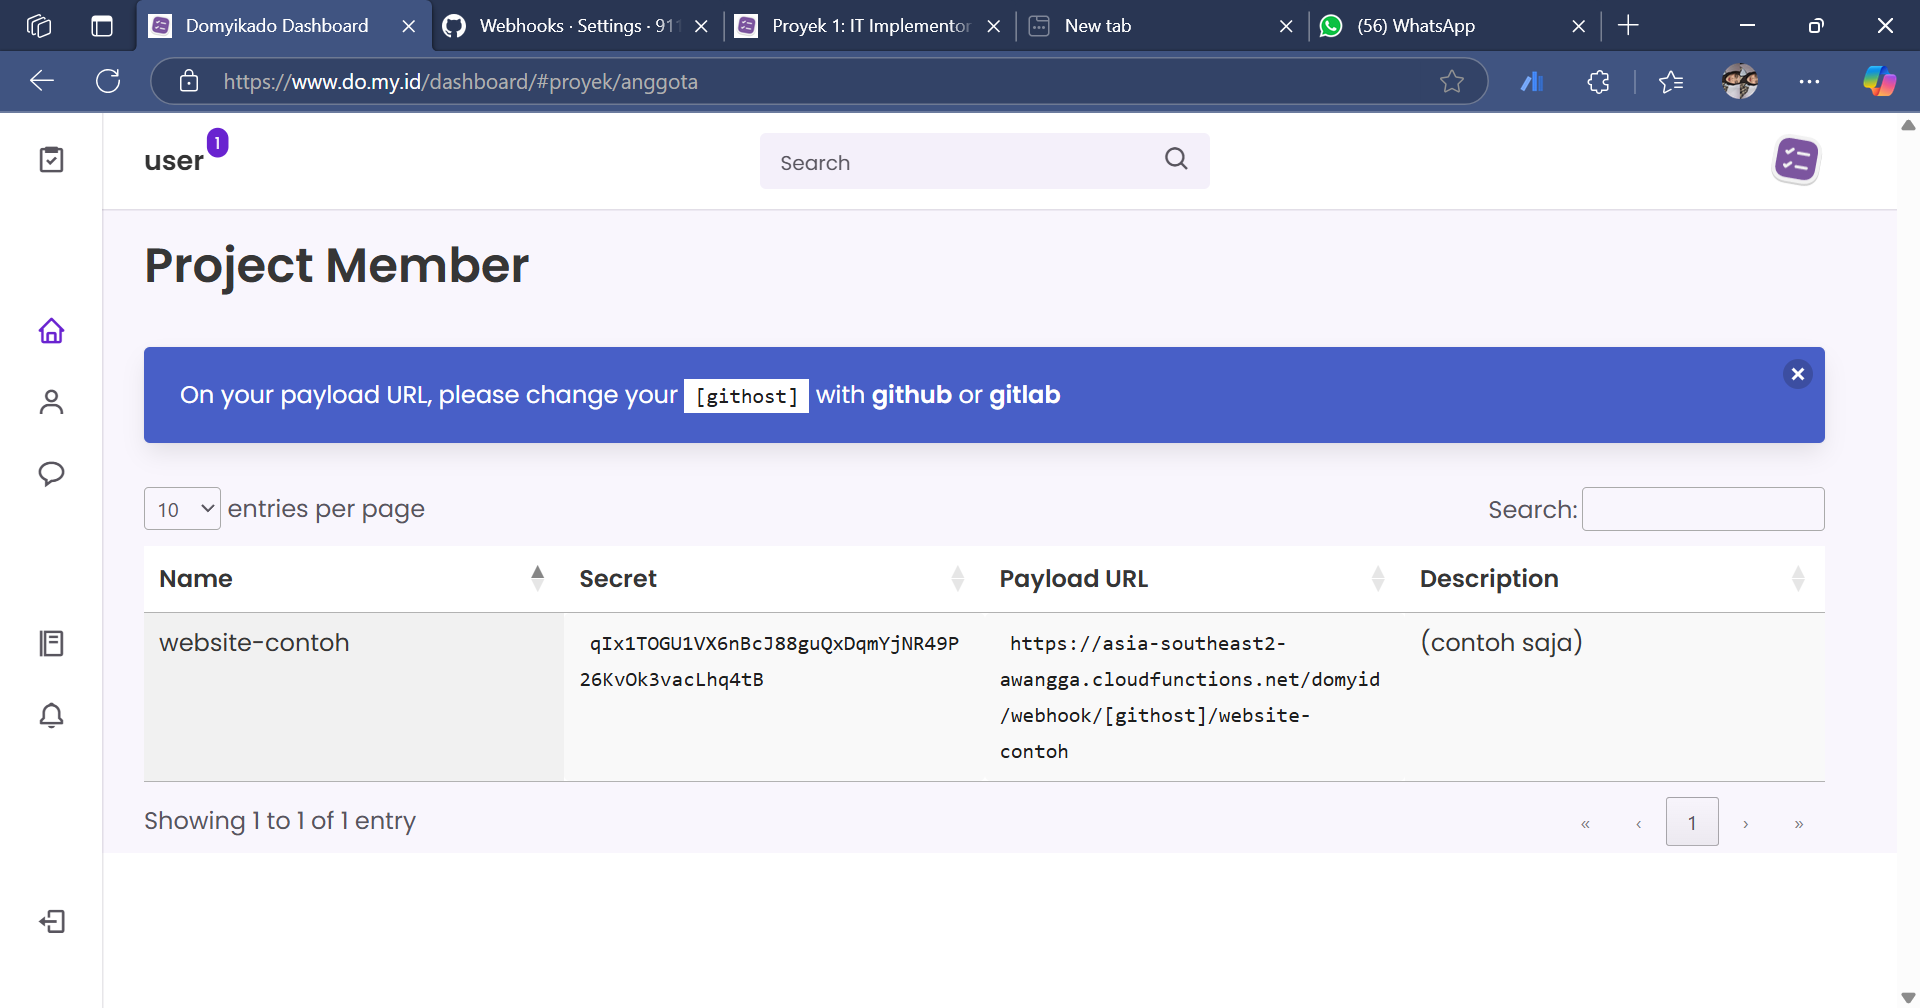 Domyikado Dashboard
Webhooks · Settings · 911
Proyek 1: IT Implementor
New tab
(56) WhatsApp
https://www.do.my.id/dashboard/#proyek/anggota
user 1
Search
Project Member
On your payload URL, please change your [githost] with github or gitlab
10 entries per page
Search:
Name Secret Payload URL Description
website-contoh
qIx1TOGU1VX6nBcJ88guQxDqmYjNR49P
26KvOk3vacLhq4tB
https://asia-southeast2-
awangga.cloudfunctions.net/domyid
/webhook/[githost]/website-
contoh
(contoh saja)
Showing 1 to 1 of 1 entry
« ‹ 1 › »